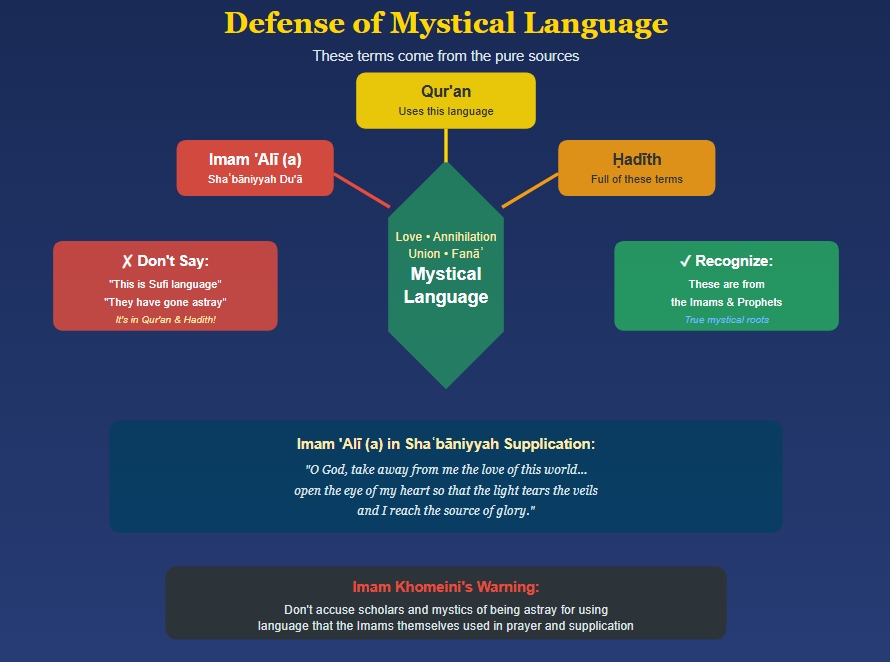 Defense of Mystical Language
These terms come from the pure sources
Qur'an
Uses this language
Imam 'Alī (a)
Shaʿbāniyyah Du'ā
Ḥadīth
Full of these terms
Love • Annihilation
Union • Fanāʾ
Mystical
Language
✗ Don't Say:
"This is Sufi language"
"They have gone astray"
It's in Qur'an & Hadith!
✓ Recognize:
These are from
the Imams & Prophets
True mystical roots
Imam 'Alī (a) in Shaʿbāniyyah Supplication:
"O God, take away from me the love of this world...
open the eye of my heart so that the light tears the veils
and I reach the source of glory."
Imam Khomeini's Warning:
Don't accuse scholars and mystics of being astray for using
language that the Imams themselves used in prayer and supplication